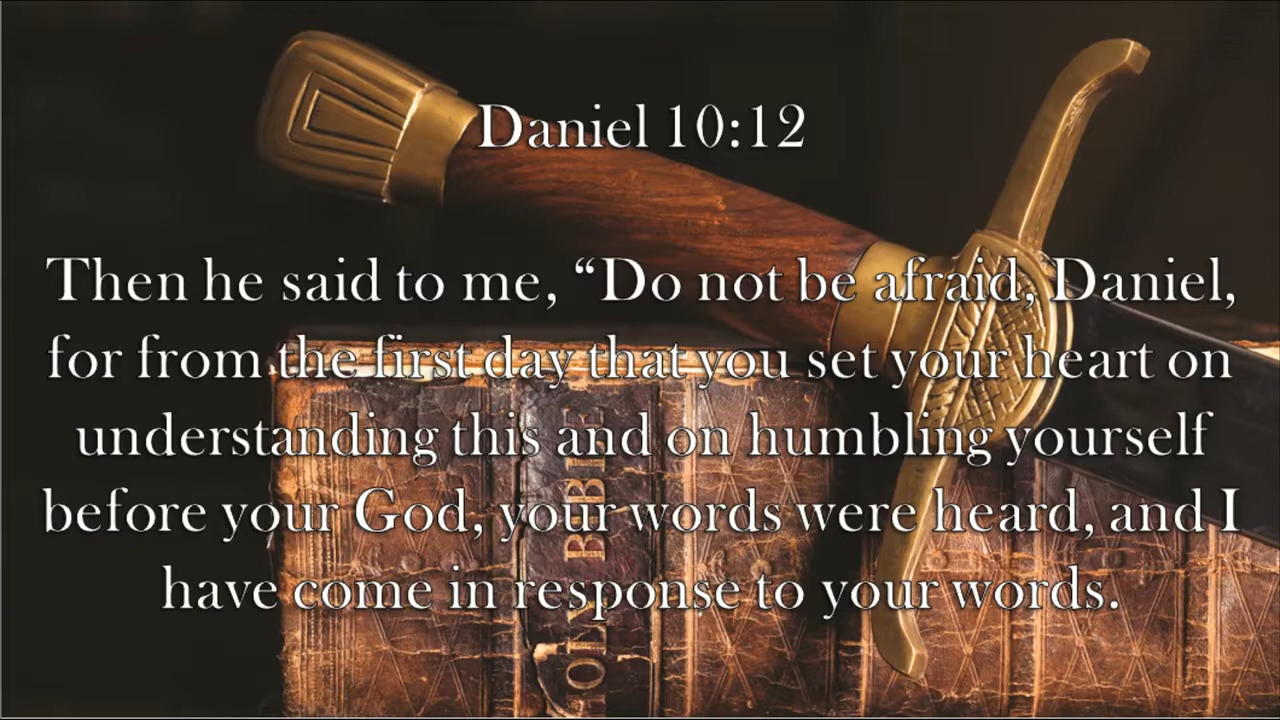 Daniel 10:12
Then he said to me, “Do not be afraid, Daniel,
for from the first day that you set your heart on
understanding this and on humbling yourself
before your God, your words were heard, and I
have come in response to your words.
HOLY BIBLE